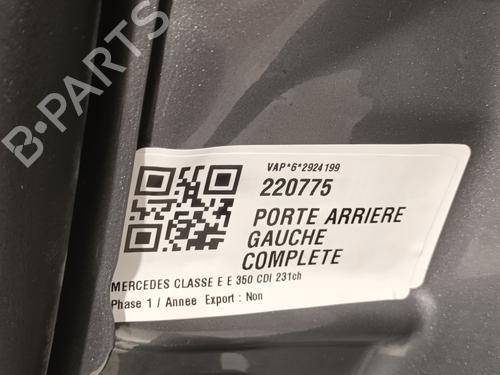 B-PARTS
VAP*6*2924199
220775
PORTE ARRIERE
GAUCHE
COMPLETE
MERCEDES CLASSE E E 350 CDI 231ch
Phase 1 / Annee Export : Non